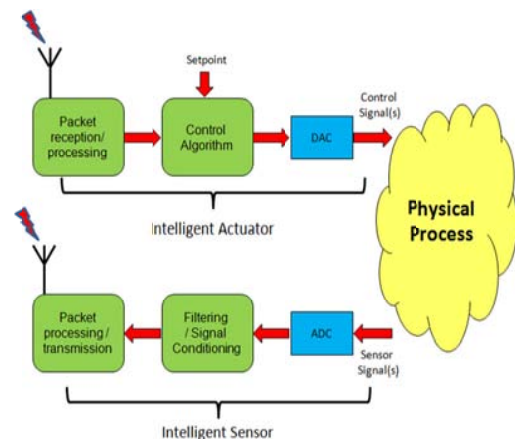 Setpoint
Control
Signal(s)
Packet
reception/
processing
Control
Algorithm
DAC
Intelligent Actuator
Physical
Process
Packet
processing /
transmission
Filtering
/ Signal
Conditioning
ADC
Sensor
Signal(s)
Intelligent Sensor